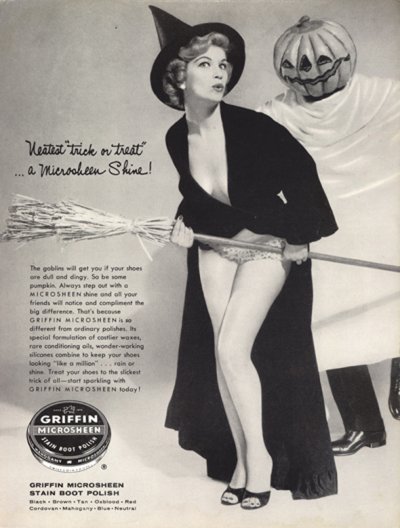 Neatest "trick or treat"
... a Microsheen Shine!
The goblins will get you if your shoes
are dull and dingy. So be some
pumpkin. Always step out with a
MICROSHEEN shine and all your
friends will notice and compliment the
big difference. That's because
GRIFFIN MICROSHEEN is so
different from ordinary polishes. Its
special formulation of costlier waxes,
rare conditioning oils, wonder-working
silicones combine to keep your shoes
looking "like a million" . . . rain or
shine. Treat your shoes to the slickest
trick of all—start sparkling with
GRIFFIN MICROSHEEN today!
GRIFFIN
MICROSHEEN
STAIN BOOT POLISH
MAHOGANY
®
GRIFFIN MICROSHEEN
STAIN BOOT POLISH
Black • Brown • Tan • Oxblood • Red
Cordovan • Mahogany • Blue • Neutral